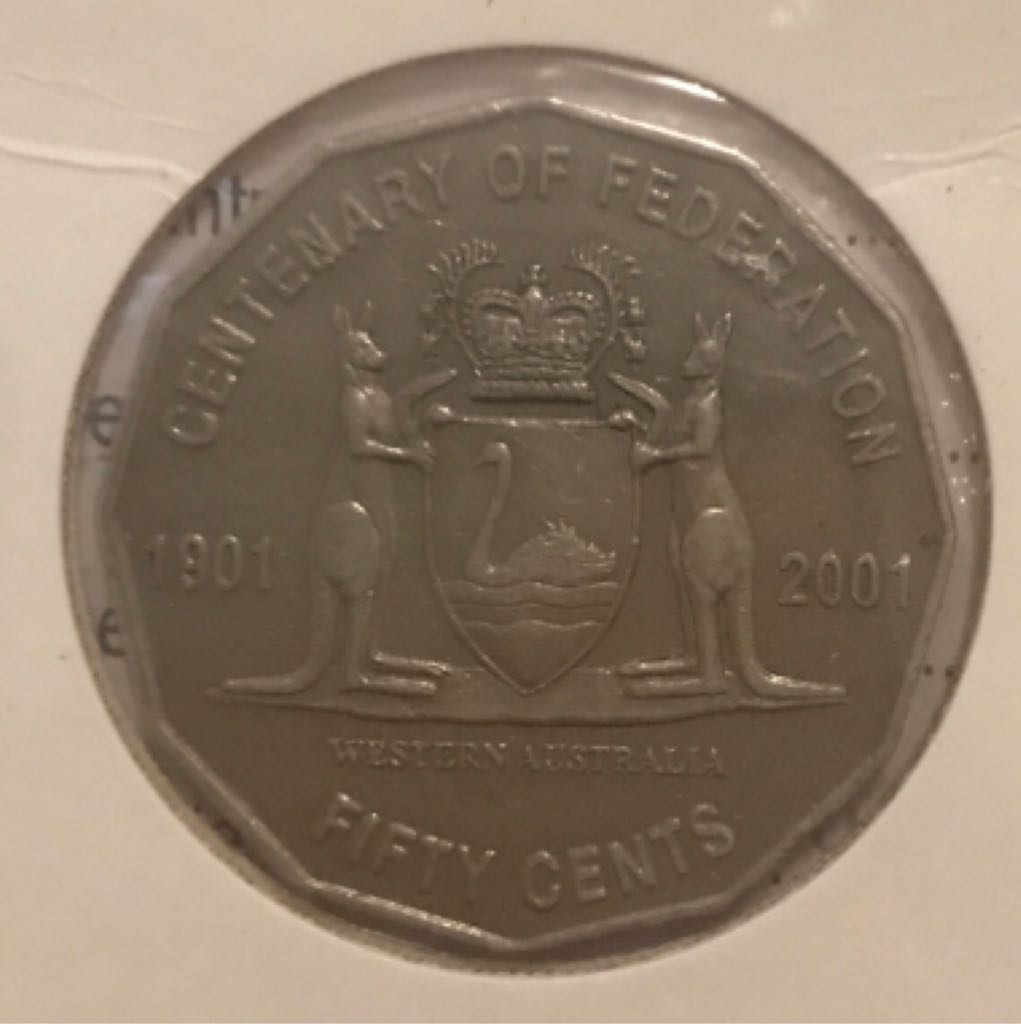 CENTENARY OF FEDERATION
1901 2001
WESTERN AUSTRALIA
FIFTY CENTS